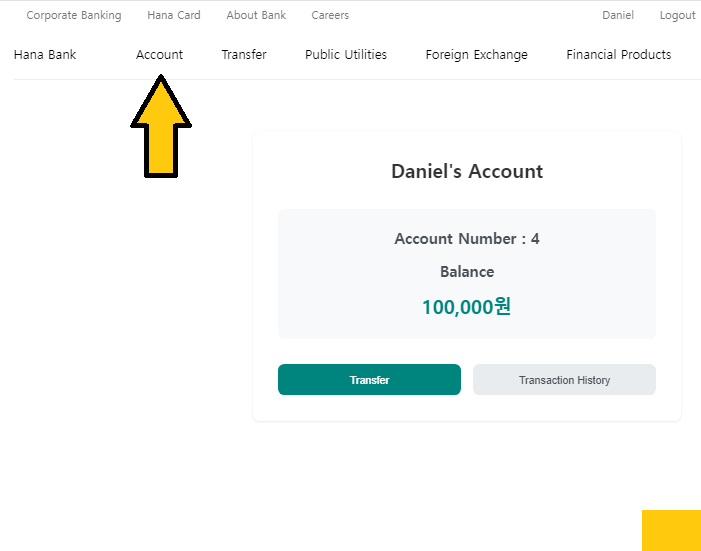 Corporate Banking Hana Card About Bank Careers Daniel Logout
Hana Bank Account Transfer Public Utilities Foreign Exchange Financial Products
Daniel's Account
Account Number : 4
Balance
100,000원
Transfer Transaction History